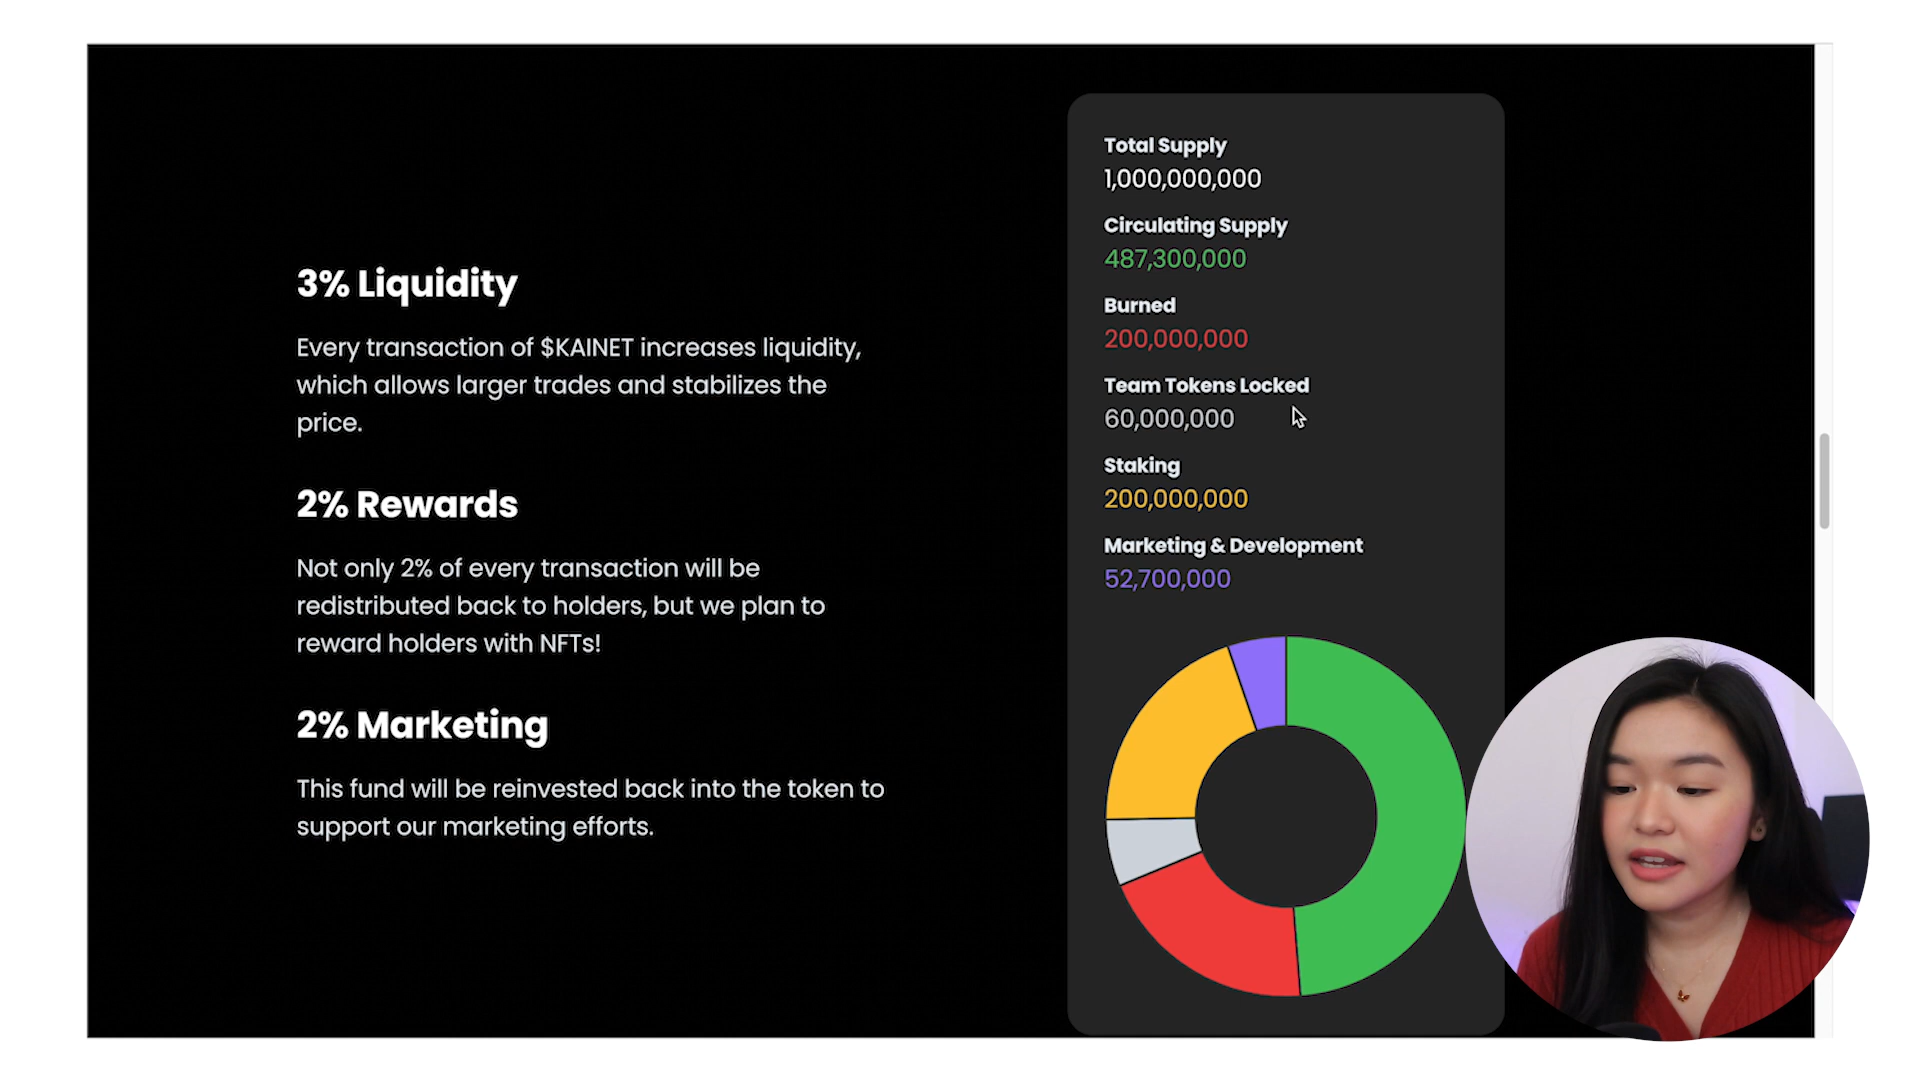 3% Liquidity
Every transaction of $KAINET increases liquidity,
which allows larger trades and stabilizes the
price.
2% Rewards
Not only 2% of every transaction will be
redistributed back to holders, but we plan to
reward holders with NFTs!
2% Marketing
This fund will be reinvested back into the token to
support our marketing efforts.
Total Supply
1,000,000,000
Circulating Supply
487,300,000
Burned
200,000,000
Team Tokens Locked
60,000,000
Staking
200,000,000
Marketing & Development
52,700,000